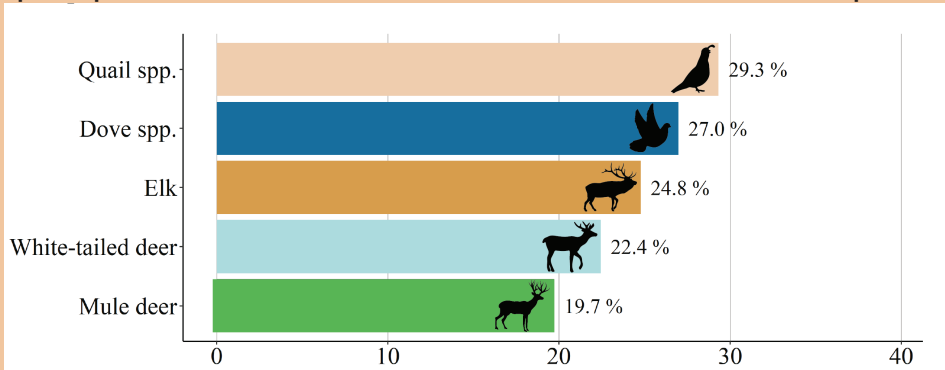 Quail spp.
29.3 %
Dove spp.
27.0 %
Elk
24.8 %
White-tailed deer
22.4 %
Mule deer
19.7 %
0 10 20 30 40